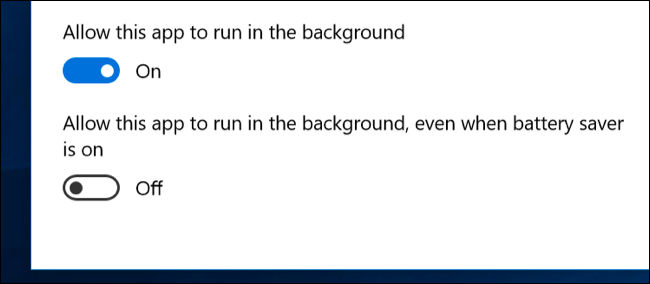 Allow this app to run in the background
On
Allow this app to run in the background, even when battery saver
is on
Off